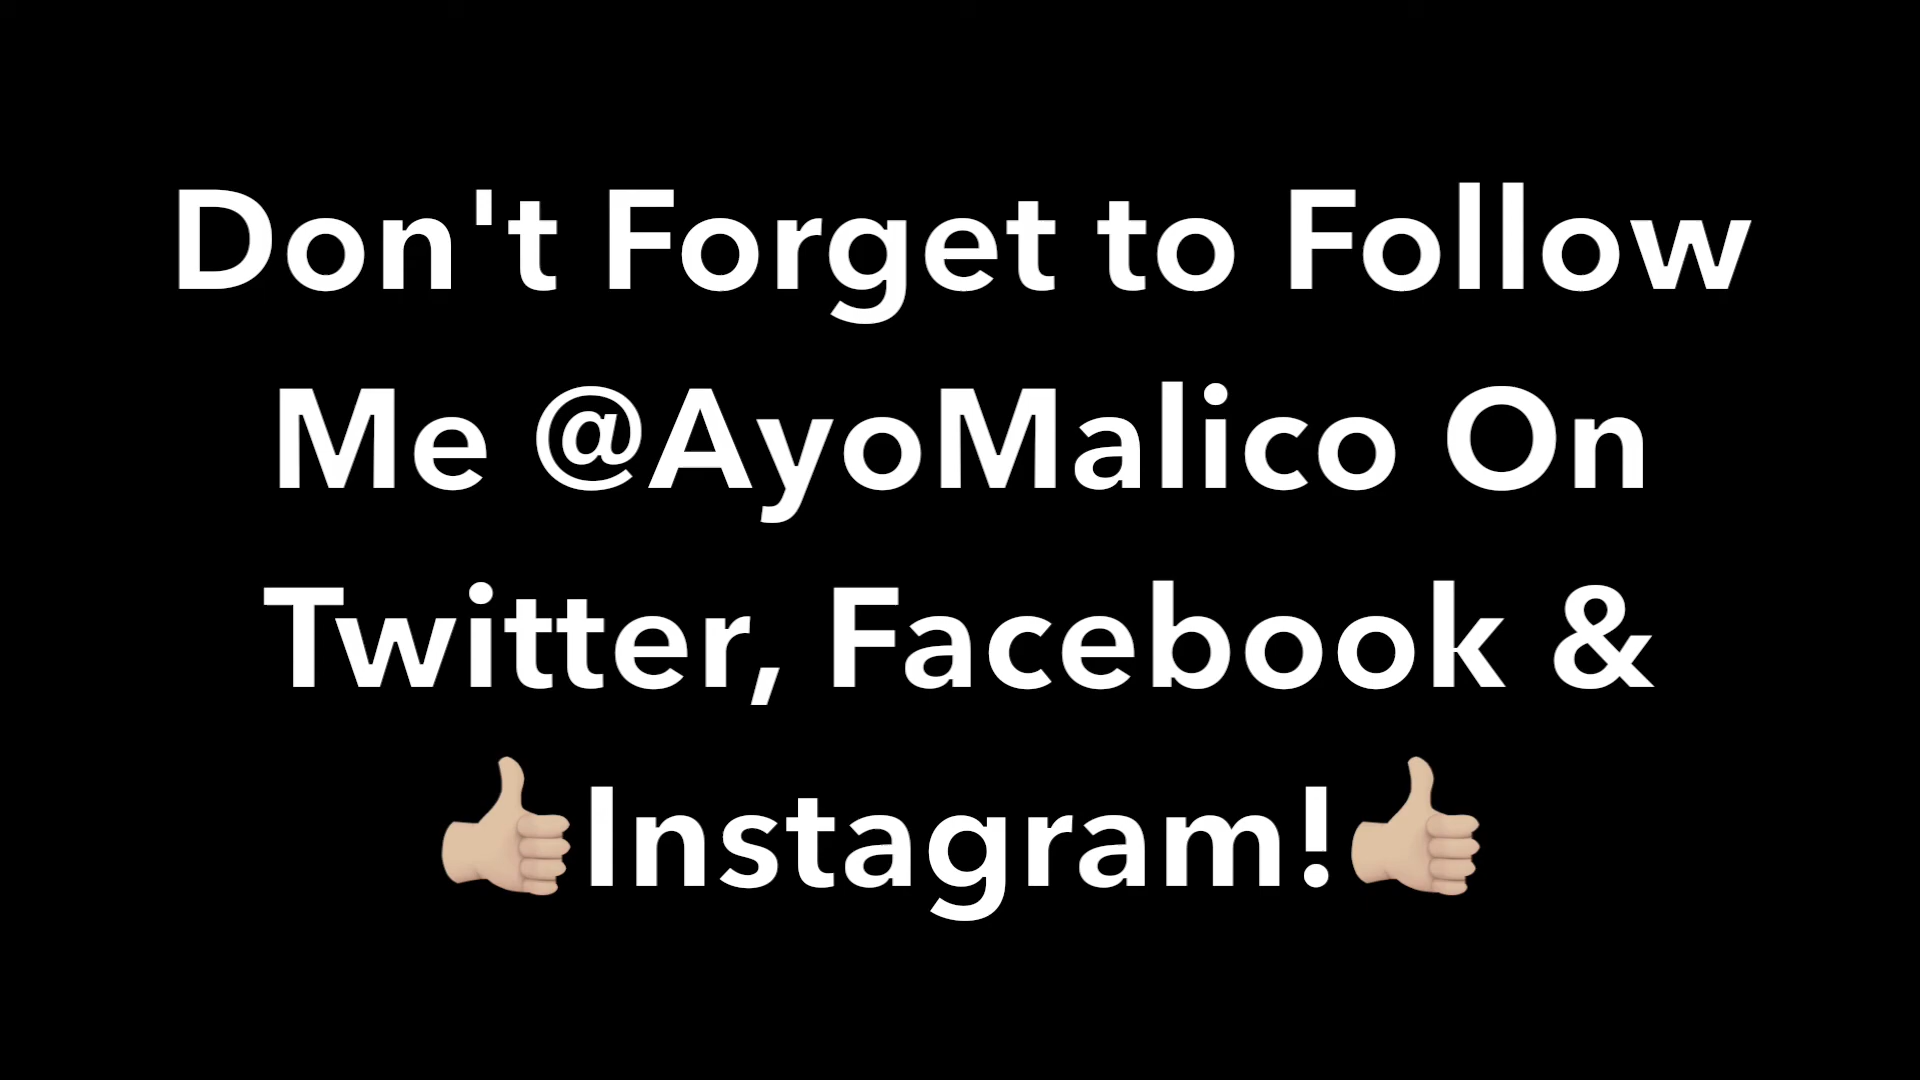 Don't Forget to Follow
Me @AyoMalico On
Twitter, Facebook &
👍🏼Instagram!👍🏼